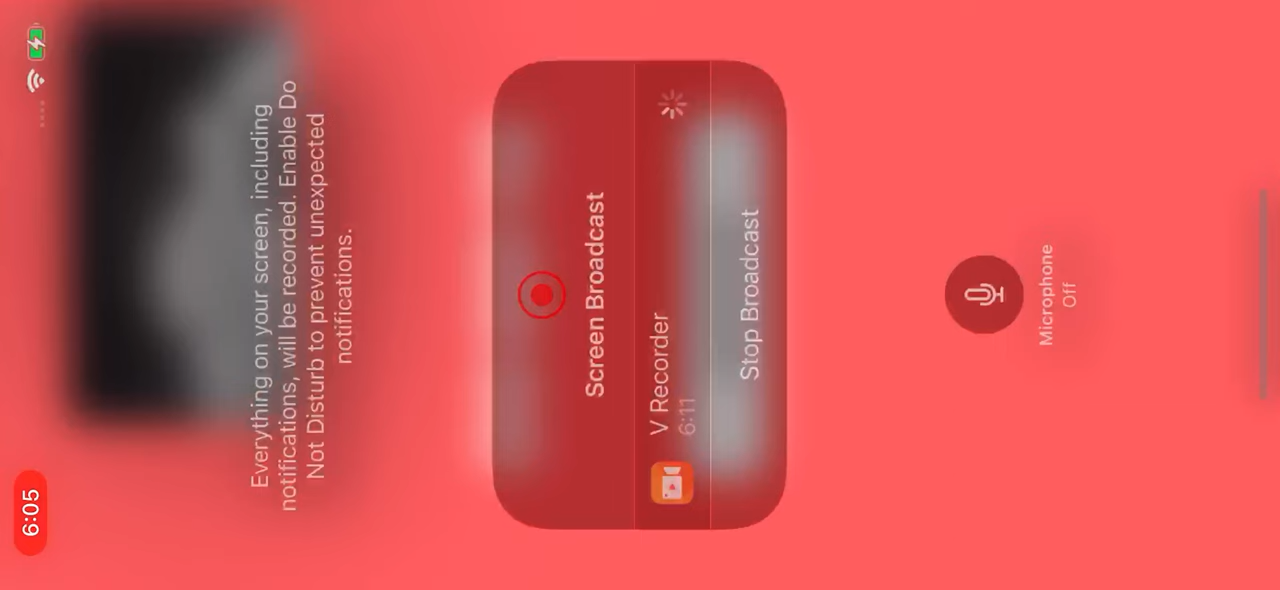 6:05
Everything on your screen, including
notifications, will be recorded. Enable Do
Not Disturb to prevent unexpected
notifications.
Screen Broadcast
V Recorder
6:11
Stop Broadcast
Microphone
Off